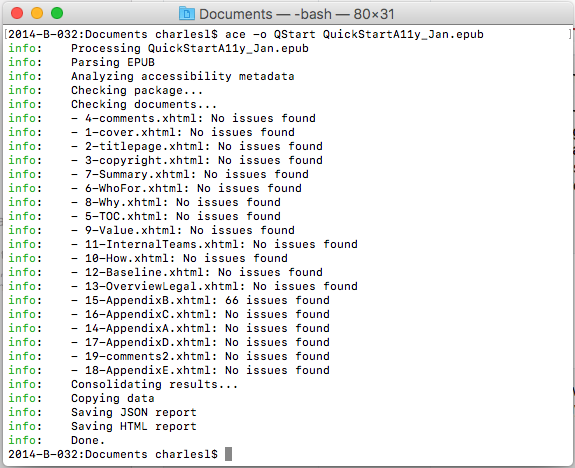 Documents — -bash — 80×31
[2014-B-032:Documents charlesl$ ace -o QStart QuickStartA11y_Jan.epub ]
info: Processing QuickStartA11y_Jan.epub
info: Parsing EPUB
info: Analyzing accessibility metadata
info: Checking package...
info: Checking documents...
info: - 4-comments.xhtml: No issues found
info: - 1-cover.xhtml: No issues found
info: - 2-titlepage.xhtml: No issues found
info: - 3-copyright.xhtml: No issues found
info: - 7-Summary.xhtml: No issues found
info: - 6-WhoFor.xhtml: No issues found
info: - 8-Why.xhtml: No issues found
info: - 5-TOC.xhtml: No issues found
info: - 9-Value.xhtml: No issues found
info: - 11-InternalTeams.xhtml: No issues found
info: - 10-How.xhtml: No issues found
info: - 12-Baseline.xhtml: No issues found
info: - 13-OverviewLegal.xhtml: No issues found
info: - 15-AppendixB.xhtml: 66 issues found
info: - 16-AppendixC.xhtml: No issues found
info: - 14-AppendixA.xhtml: No issues found
info: - 17-AppendixD.xhtml: No issues found
info: - 19-comments2.xhtml: No issues found
info: - 18-AppendixE.xhtml: No issues found
info: Consolidating results...
info: Copying data
info: Saving JSON report
info: Saving HTML report
info: Done.
2014-B-032:Documents charlesl$